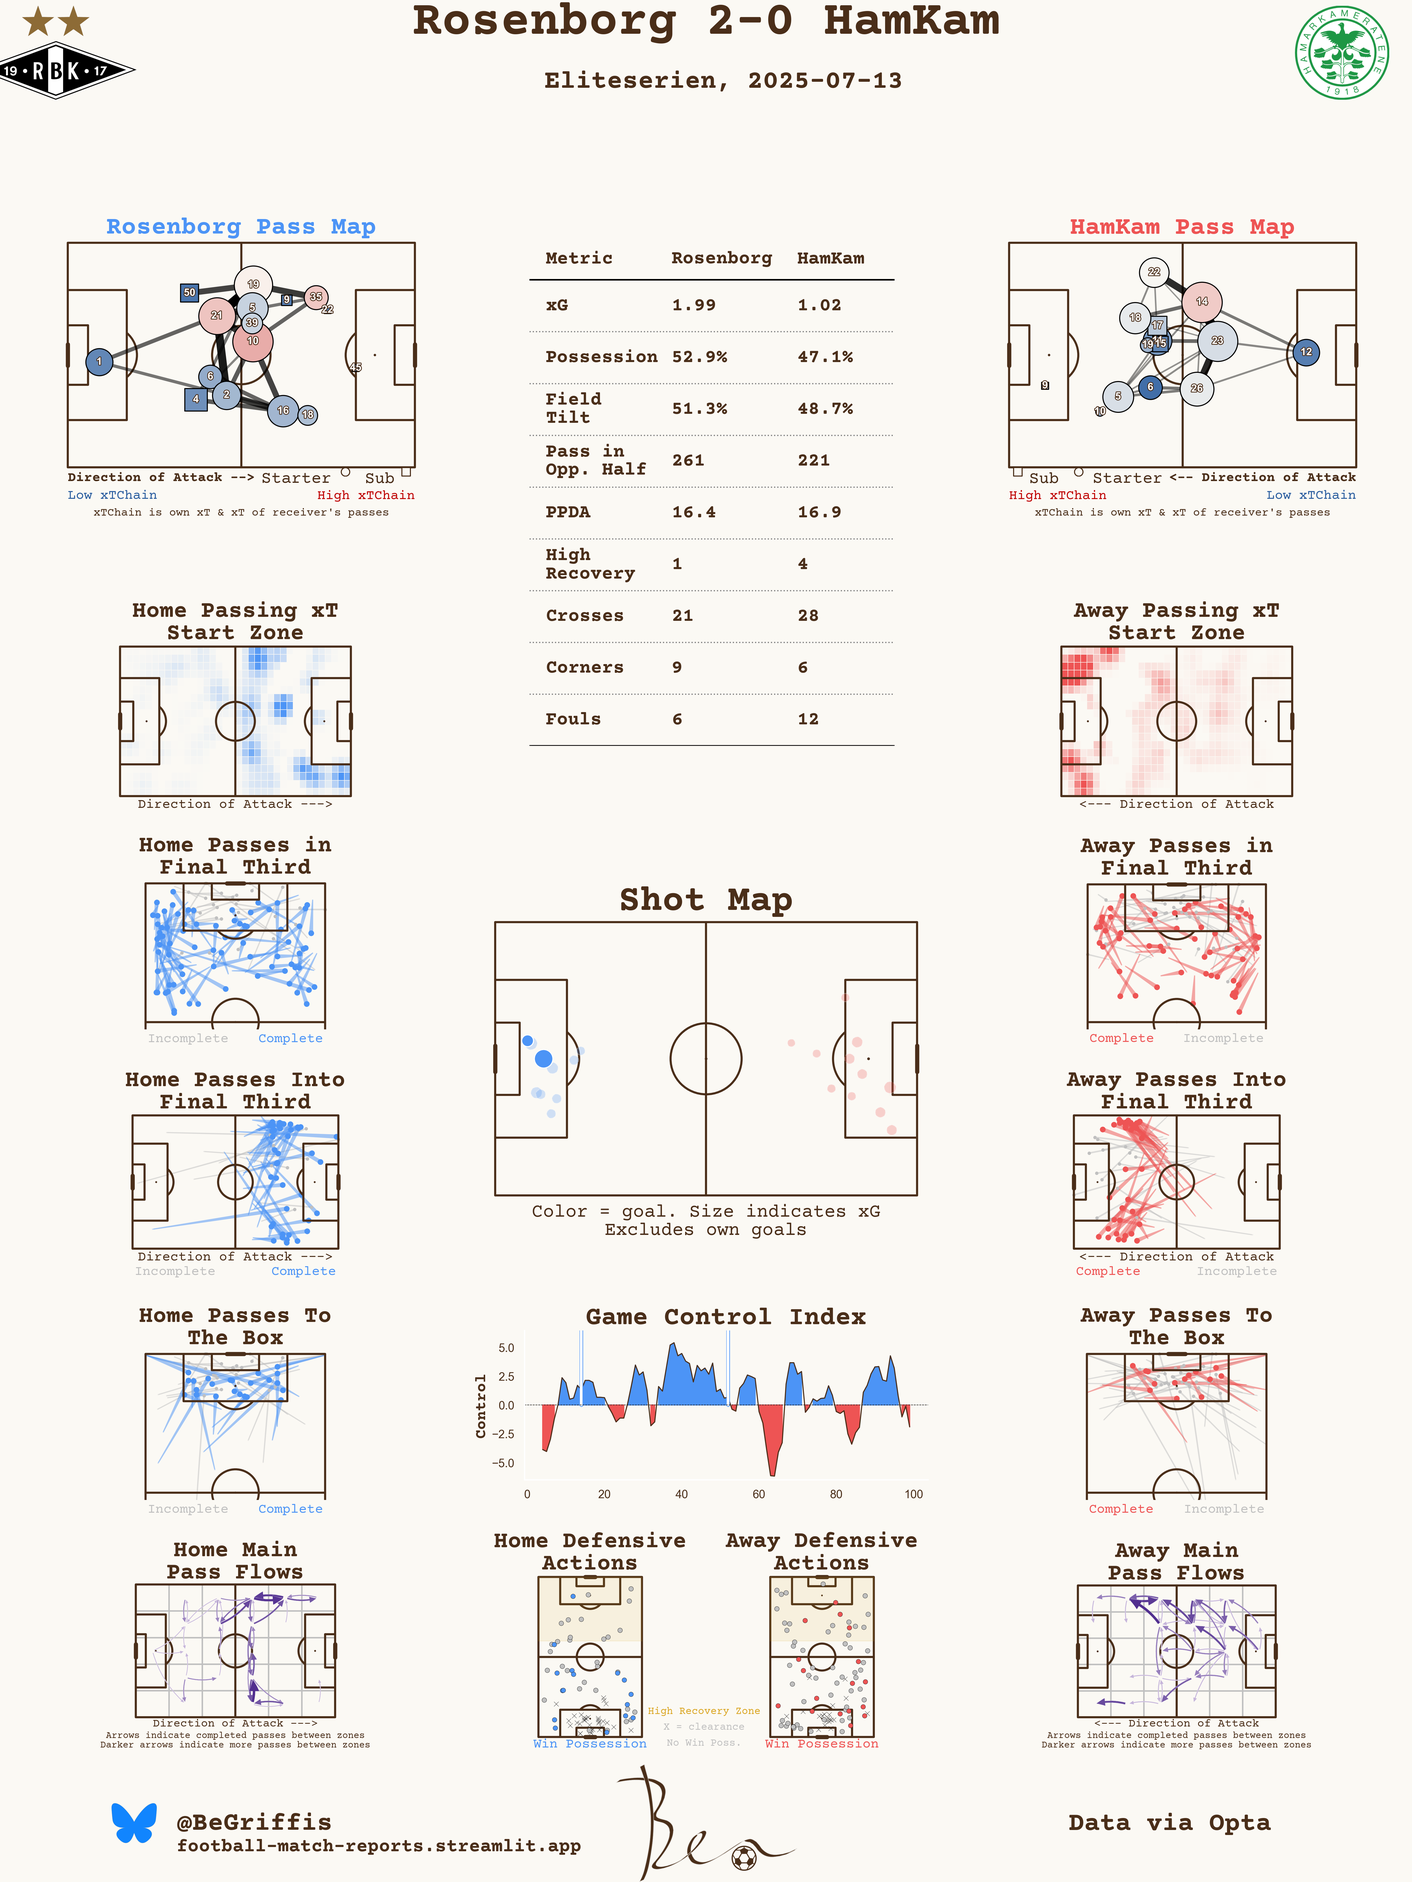 Rosenborg 2-0 HamKam
Eliteserien, 2025-07-13
19 • RBK • 17
HAMARKAMERATENE
1918
Rosenborg Pass Map
50
19
9
35
22
5
21
39
10
1
45
6
2
4
16
18
Direction of Attack --> Starter Sub
Low xTChain High xTChain
xTChain is own xT & xT of receiver's passes
Metric Rosenborg HamKam
xG 1.99 1.02
Possession 52.9% 47.1%
Field
Tilt 51.3% 48.7%
Pass in
Opp. Half 261 221
PPDA 16.4 16.9
High
Recovery 1 4
Crosses 21 28
Corners 9 6
Fouls 6 12
HamKam Pass Map
22
14
18
17
19
15
23
12
9
6
26
5
10
Sub Starter <-- Direction of Attack
High xTChain Low xTChain
xTChain is own xT & xT of receiver's passes
Home Passing xT
Start Zone
Direction of Attack --->
Away Passing xT
Start Zone
<--- Direction of Attack
Home Passes in
Final Third
Incomplete Complete
Away Passes in
Final Third
Complete Incomplete
Shot Map
Color = goal. Size indicates xG
Excludes own goals
Home Passes Into
Final Third
Direction of Attack --->
Incomplete Complete
Away Passes Into
Final Third
<--- Direction of Attack
Complete Incomplete
Home Passes To
The Box
Incomplete Complete
Game Control Index
Control
5.0
2.5
0.0
−2.5
−5.0
0 20 40 60 80 100
Away Passes To
The Box
Complete Incomplete
Home Main
Pass Flows
Direction of Attack --->
Arrows indicate completed passes between zones
Darker arrows indicate more passes between zones
Home Defensive
Actions
Win Possession
High Recovery Zone
X = clearance
No Win Poss.
Away Defensive
Actions
Win Possession
Away Main
Pass Flows
<--- Direction of Attack
Arrows indicate completed passes between zones
Darker arrows indicate more passes between zones
@BeGriffis
football-match-reports.streamlit.app
Ben
Data via Opta